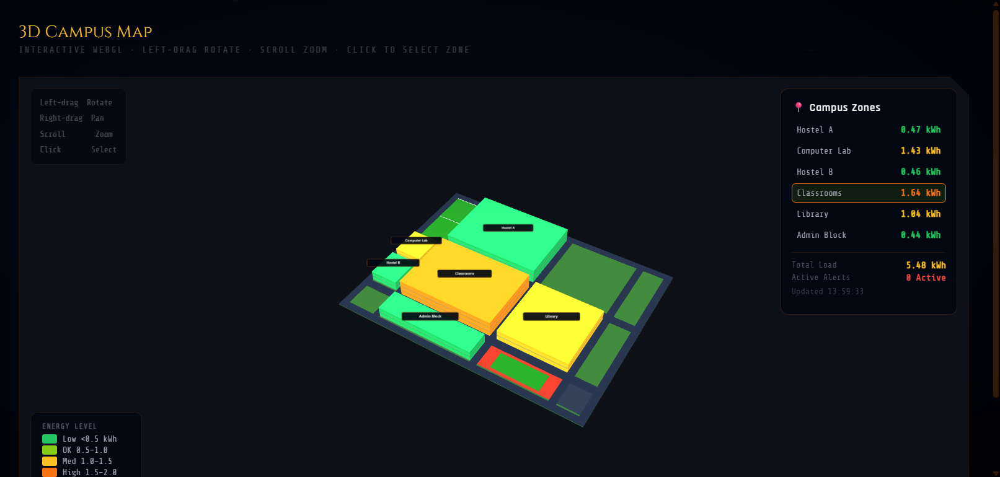 3D Campus Map
INTERACTIVE WEBGL · LEFT-DRAG ROTATE · SCROLL ZOOM · CLICK TO SELECT ZONE
Left-drag Rotate
Right-drag Pan
Scroll Zoom
Click Select
Campus Zones
Hostel A 0.47 kWh
Computer Lab 1.43 kWh
Hostel B 0.46 kWh
Classrooms 1.64 kWh
Library 1.04 kWh
Admin Block 0.44 kWh
Total Load 5.48 kWh
Active Alerts 0 Active
Updated 13:59:33
Hostel A
Computer Lab
Hostel B
Classrooms
Admin Block
Library
ENERGY LEVEL
Low <0.5 kWh
OK 0.5-1.0
Med 1.0-1.5
High 1.5-2.0